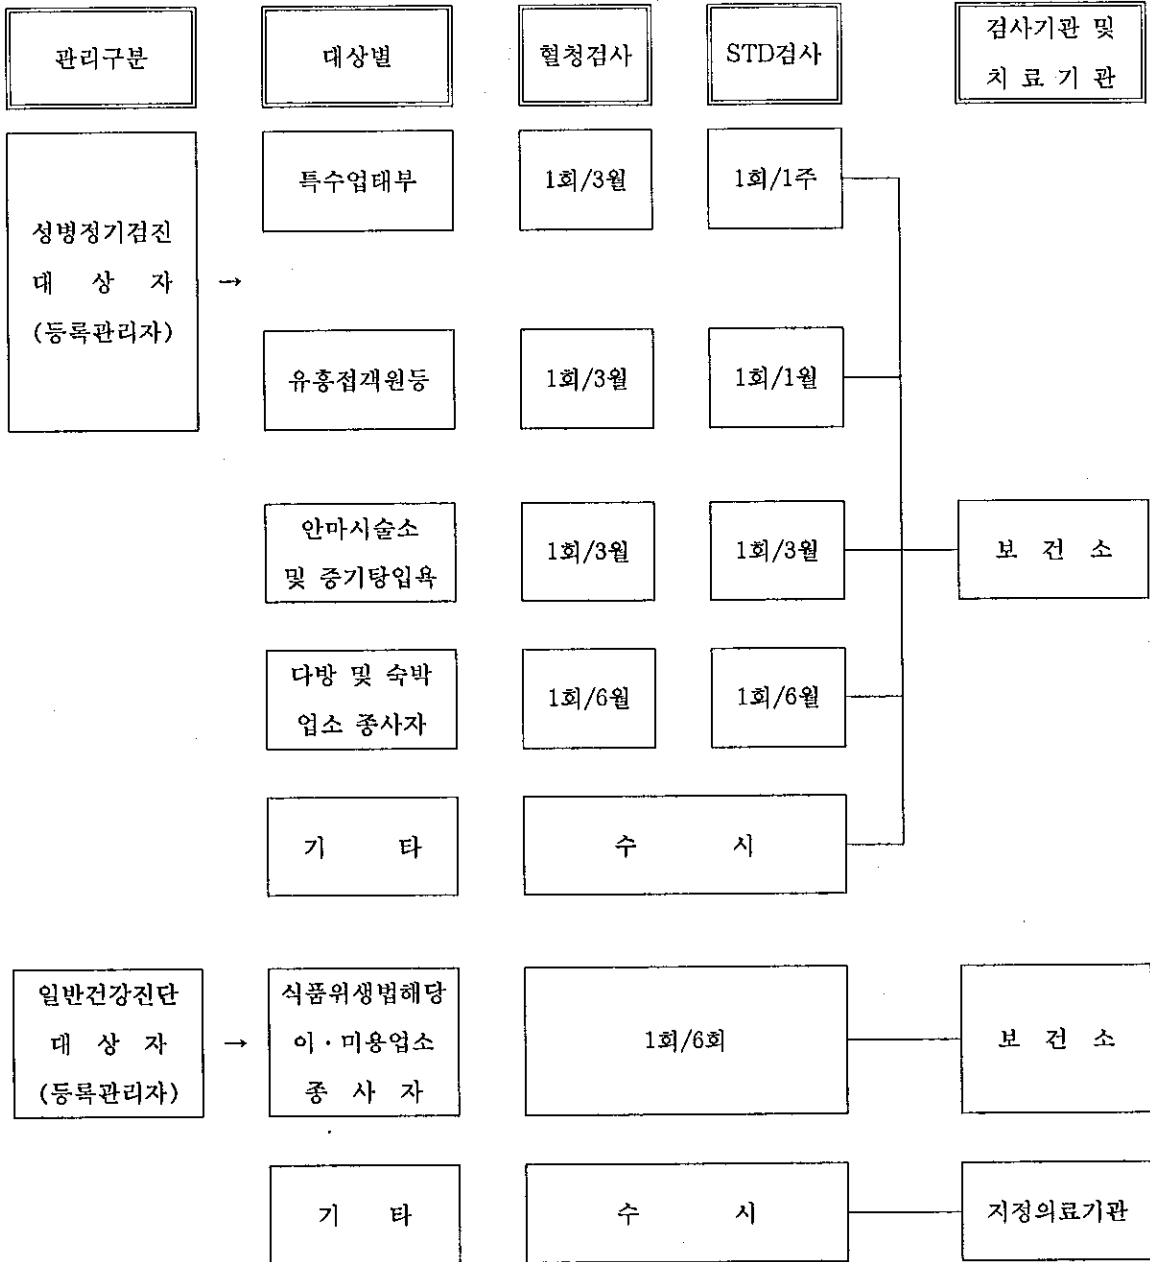 관리구분
대상별
혈청검사
STD검사
검사기관 및
치 료 기 관
성병정기검진
대 상 자
(등록관리자)
→
특수업태부
1회/3월
1회/1주
유흥접객원등
1회/3월
1회/1월
안마시술소
및 증기탕입욕
1회/3월
1회/3월
보 건 소
다방 및 숙박
업소 종사자
1회/6월
1회/6월
기 타
수 시
일반건강진단
대 상 자
(등록관리자)
→
식품위생법해당
이·미용업소
종 사 자
1회/6회
보 건 소
기 타
수 시
지정의료기관